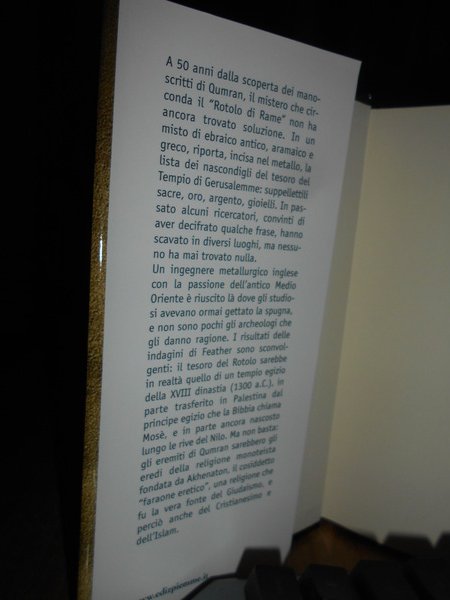 A 50 anni dalla scoperta dei mano-
scritti di Qumran, il mistero che cir-
conda il "Rotolo di Rame" non ha
ancora trovato soluzione. In un
misto di ebraico antico, aramaico e
greco, riporta, incisa nel metallo, la
lista dei nascondigli del tesoro del
Tempio di Gerusalemme: suppellettili
sacre, oro, argento, gioielli. In pas-
sato alcuni ricercatori, convinti di
aver decifrato qualche frase, hanno
scavato in diversi luoghi, ma nessu-
no ha mai trovato nulla.
Un ingegnere metallurgico inglese
con la passione dell'antico Medio
Oriente è riuscito là dove gli studio-
si avevano ormai gettato la spugna,
e non sono pochi gli archeologi che
gli danno ragione. I risultati delle
indagini di Feather sono sconvol-
genti: il tesoro del Rotolo sarebbe
in realtà quello di un tempio egizio
della XVIII dinastia (1300 a.C.), in
parte trasferito in Palestina dal
principe egizio che la Bibbia chiama
Mosè, e in parte ancora nascosto
lungo le rive del Nilo. Ma non basta:
gli eremiti di Qumran sarebbero gli
eredi della religione monoteista
fondata da Akhenaton, il cosiddetto
"faraone eretico", una religione che
fu la vera fonte del Giudaismo, e
perciò anche del Cristianesimo e
dell'Islam.
www.edizpiemme.it